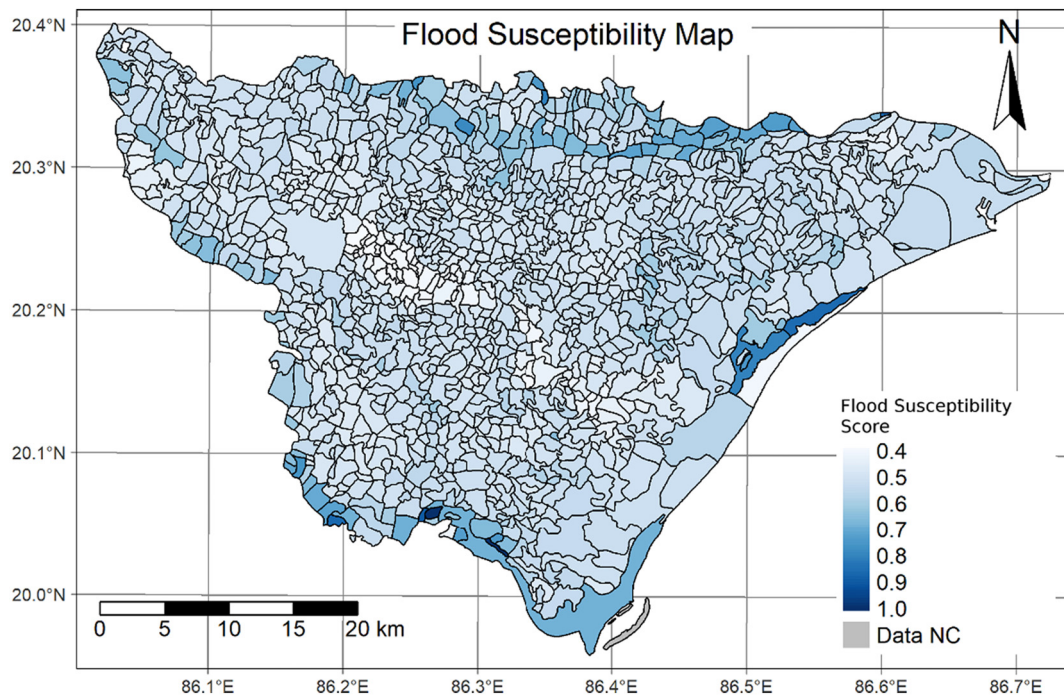 Flood Susceptibility Map
N
20.4°N
20.3°N
20.2°N
20.1°N
20.0°N
Flood Susceptibility
Score
0.4
0.5
0.6
0.7
0.8
0.9
1.0
Data NC
0 5 10 15 20 km
86.1°E 86.2°E 86.3°E 86.4°E 86.5°E 86.6°E 86.7°E